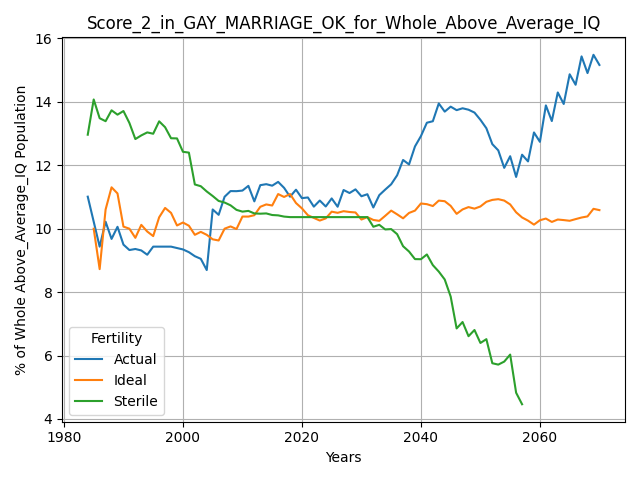 Score_2_in_GAY_MARRIAGE_OK_for_Whole_Above_Average_IQ
% of Whole Above_Average_IQ Population
16
14
12
10
8
6
4
Fertility
Actual
Ideal
Sterile
1980 2000 2020 2040 2060
Years